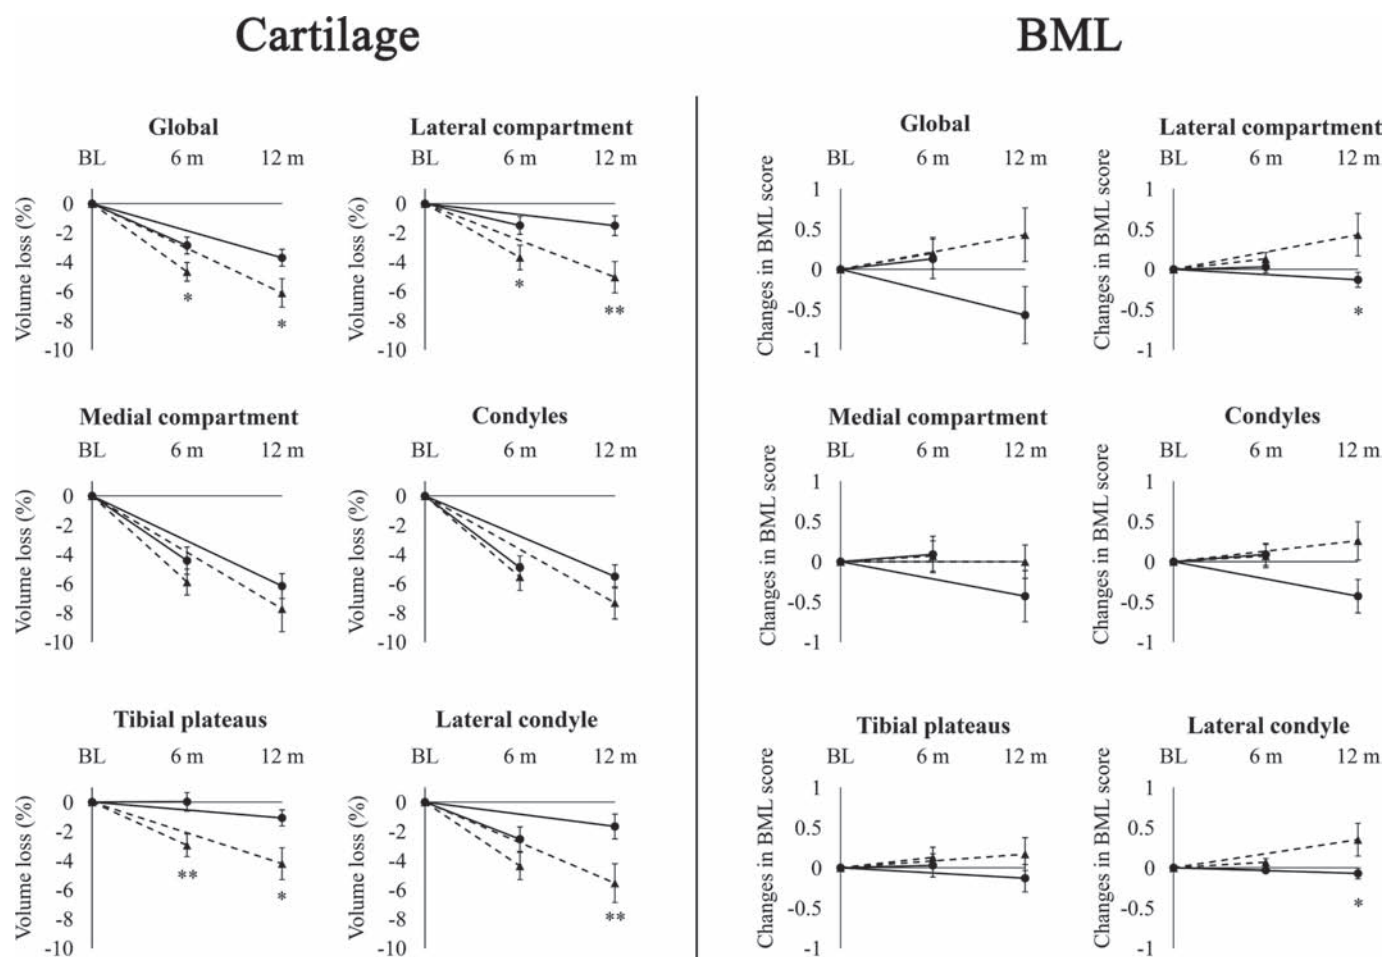 Cartilage
BML
Global
Lateral compartment
BL 6 m 12 m
BL 6 m 12 m
Volume loss (%)
0
-2
-4
-6
-8
-10
* *
Volume loss (%)
0
-2
-4
-6
-8
-10
* **
Medial compartment
Condyles
BL 6 m 12 m
BL 6 m 12 m
Volume loss (%)
0
-2
-4
-6
-8
-10
Volume loss (%)
0
-2
-4
-6
-8
-10
Tibial plateaus
Lateral condyle
BL 6 m 12 m
BL 6 m 12 m
Volume loss (%)
0
-2
-4
-6
-8
-10
** *
Volume loss (%)
0
-2
-4
-6
-8
-10
**
Global
Lateral compartment
BL 6 m 12 m
BL 6 m 12 m
Changes in BML score
1
0.5
0
-0.5
-1
Changes in BML score
1
0.5
0
-0.5
-1
*
Medial compartment
Condyles
BL 6 m 12 m
BL 6 m 12 m
Changes in BML score
1
0.5
0
-0.5
-1
Changes in BML score
1
0.5
0
-0.5
-1
Tibial plateaus
Lateral condyle
BL 6 m 12 m
BL 6 m 12 m
Changes in BML score
1
0.5
0
-0.5
-1
Changes in BML score
1
0.5
0
-0.5
-1
*